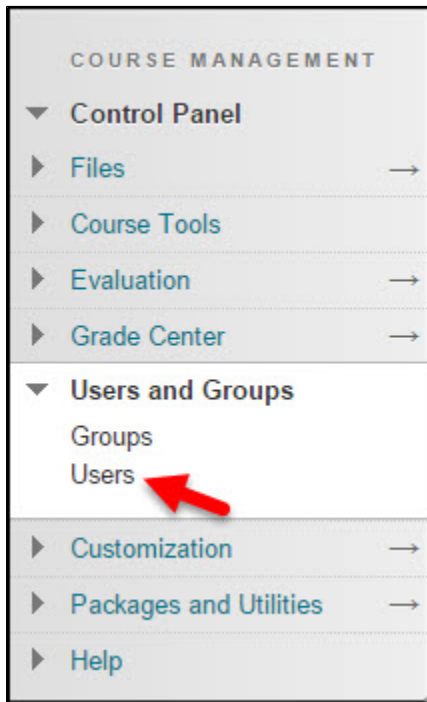 COURSE MANAGEMENT
Control Panel
Files
Course Tools
Evaluation
Grade Center
Users and Groups
Groups
Users
Customization
Packages and Utilities
Help